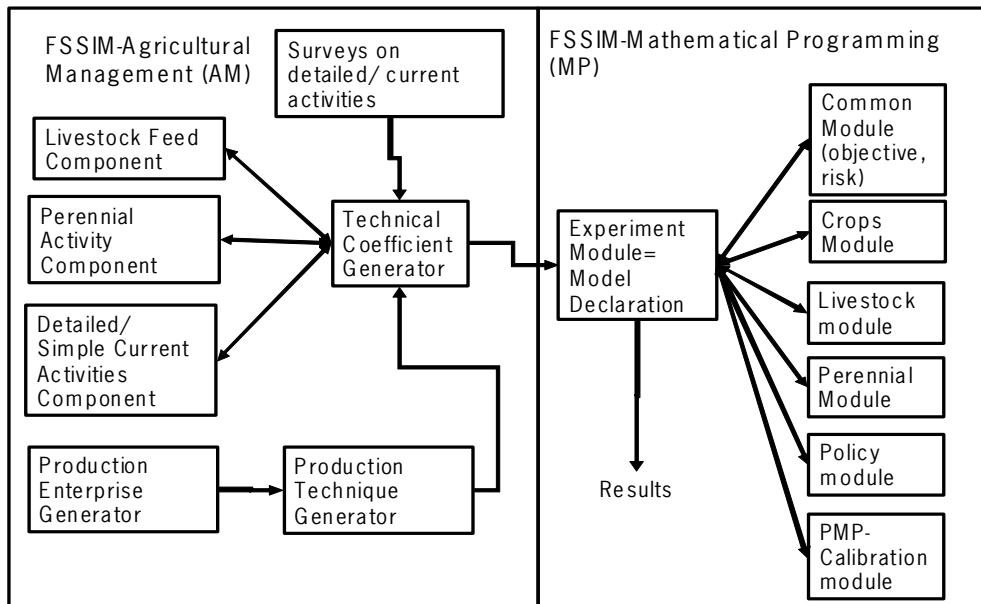 FSSIM-Agricultural
Management (AM)
Surveys on
detailed/ current
activities
Livestock Feed
Component
Perennial
Activity
Component
Detailed/
Simple Current
Activities
Component
Technical
Coefficient
Generator
Production
Enterprise
Generator
Production
Technique
Generator
FSSIM-Mathematical Programming
(MP)
Experiment
Module=
Model
Declaration
Results
Common
Module
(objective,
risk)
Crops
Module
Livestock
module
Perennial
Module
Policy
module
PMP-
Calibration
module